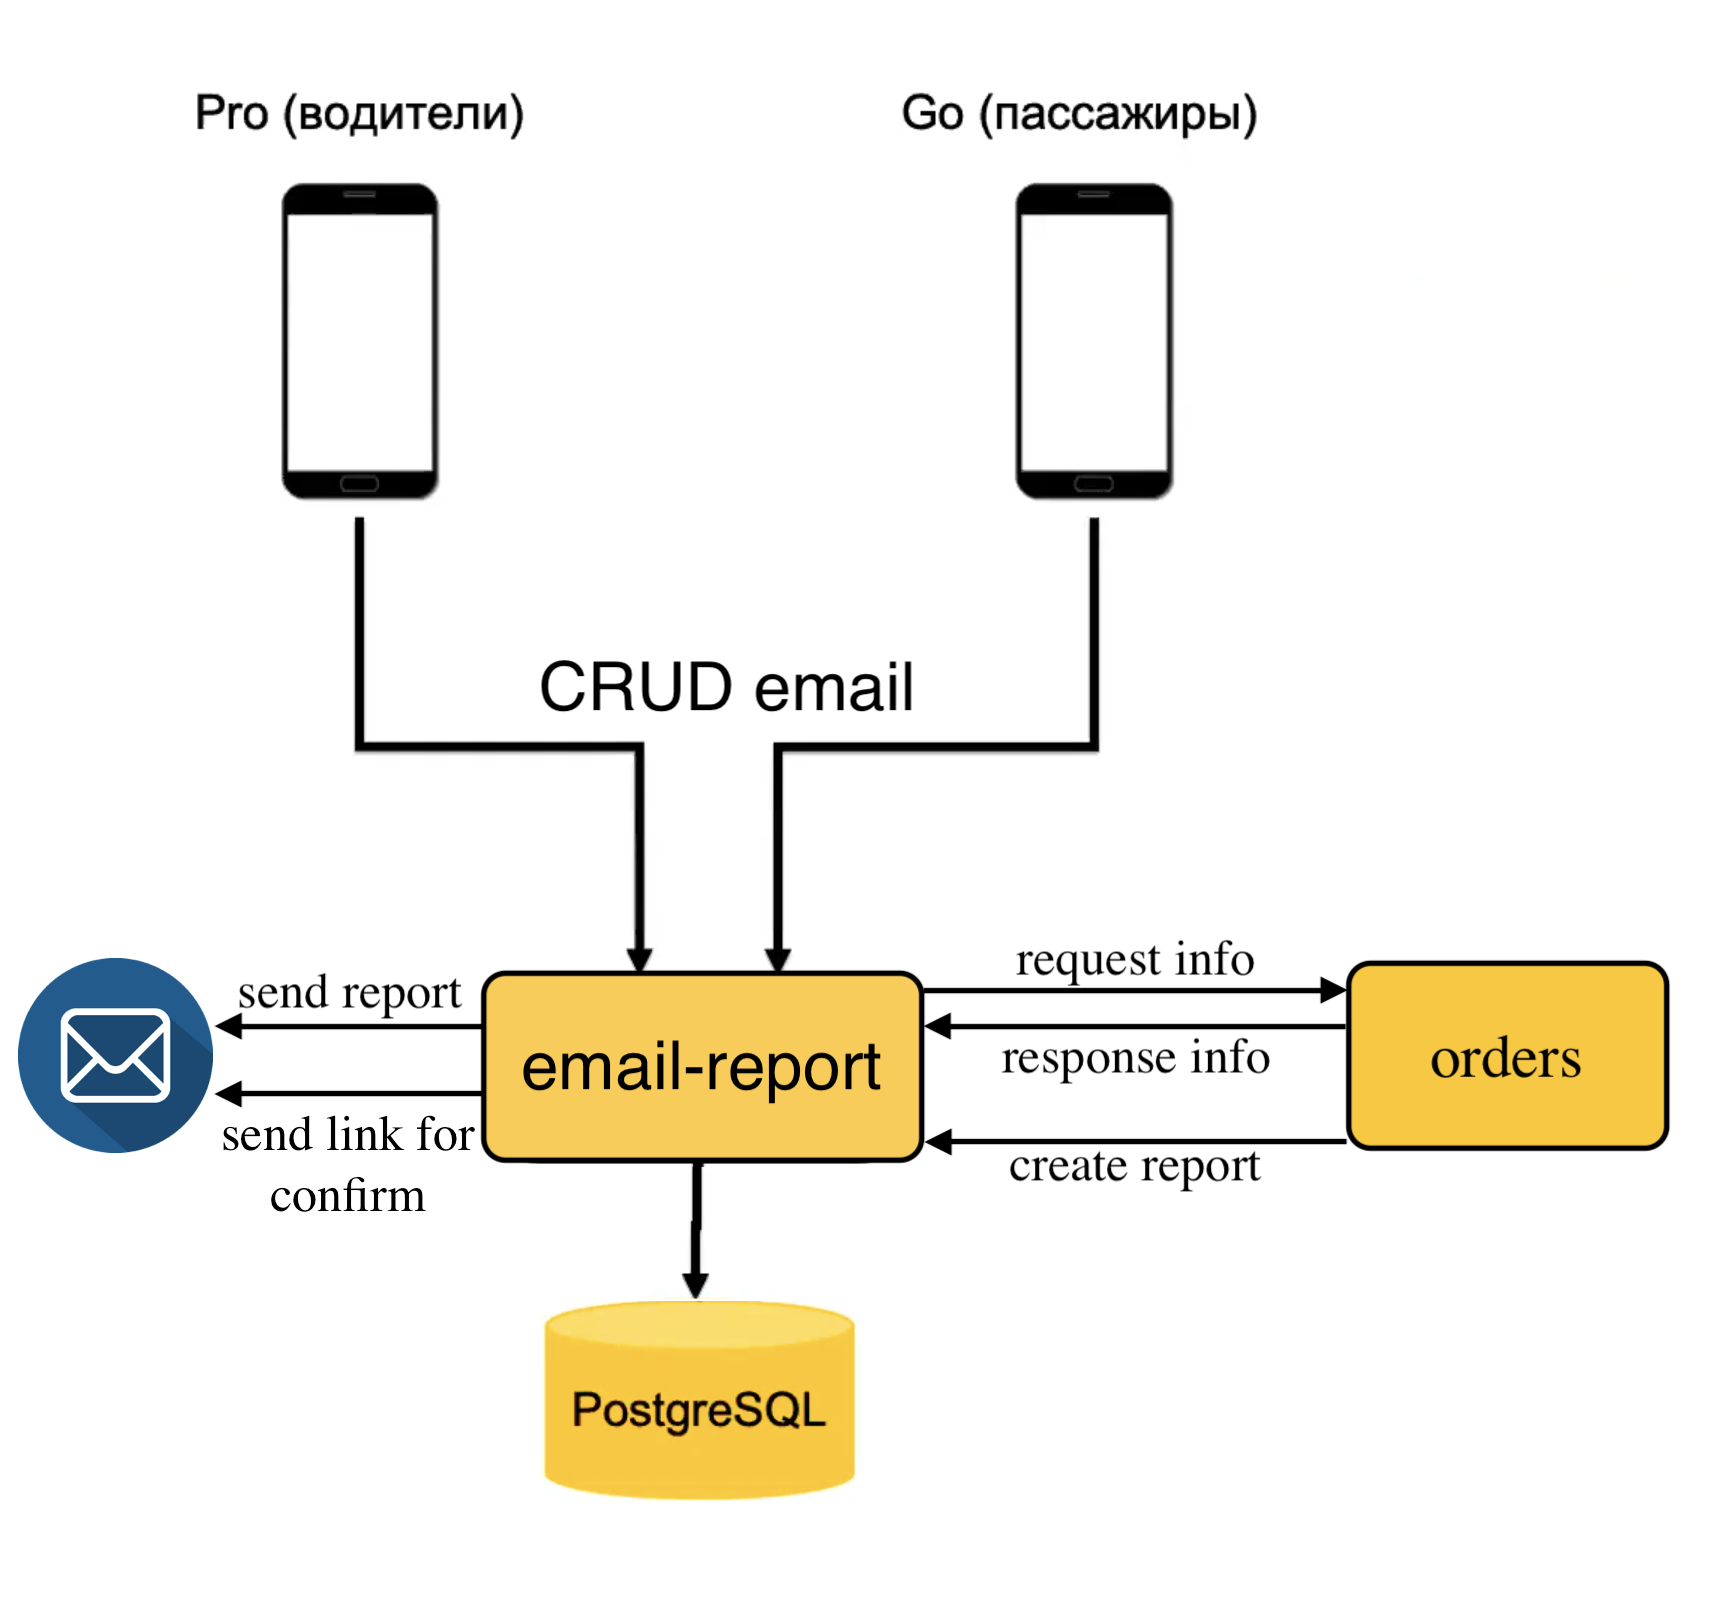 Pro (водители)
Go (пассажиры)
CRUD email
send report
send link for
confirm
email-report
request info
response info
create report
orders
PostgreSQL